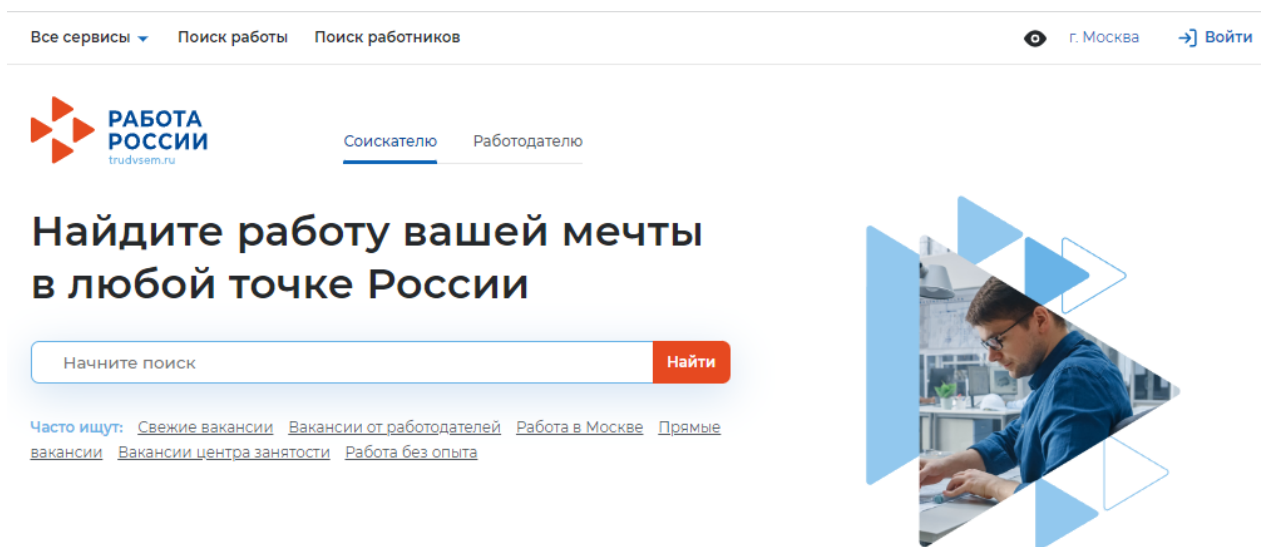 Все сервисы Поиск работы Поиск работников г. Москва Войти
РАБОТА
РОССИИ
trudvsem.ru
Соискателю Работодателю
Найдите работу вашей мечты
в любой точке России
Начните поиск Найти
Часто ищут: Свежие вакансии Вакансии от работодателей Работа в Москве Прямые
вакансии Вакансии центра занятости Работа без опыта